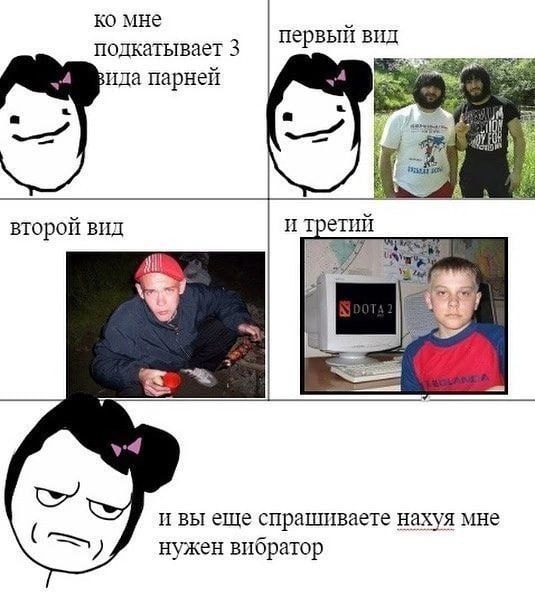 ко мне
подкатывает 3
вида парней
первый вид
второй вид
и третий
DOTA 2
и вы еще спрашиваете нахуя мне
нужен вибратор